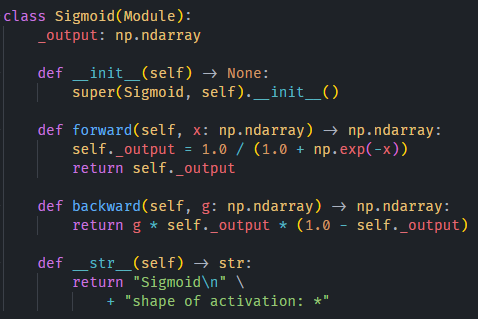 class Sigmoid(Module):
    _output: np.ndarray

    def __init__(self) -> None:
        super(Sigmoid, self).__init__()

    def forward(self, x: np.ndarray) -> np.ndarray:
        self._output = 1.0 / (1.0 + np.exp(-x))
        return self._output

    def backward(self, g: np.ndarray) -> np.ndarray:
        return g * self._output * (1.0 - self._output)

    def __str__(self) -> str:
        return "Sigmoid\n" \
            + "shape of activation: *"